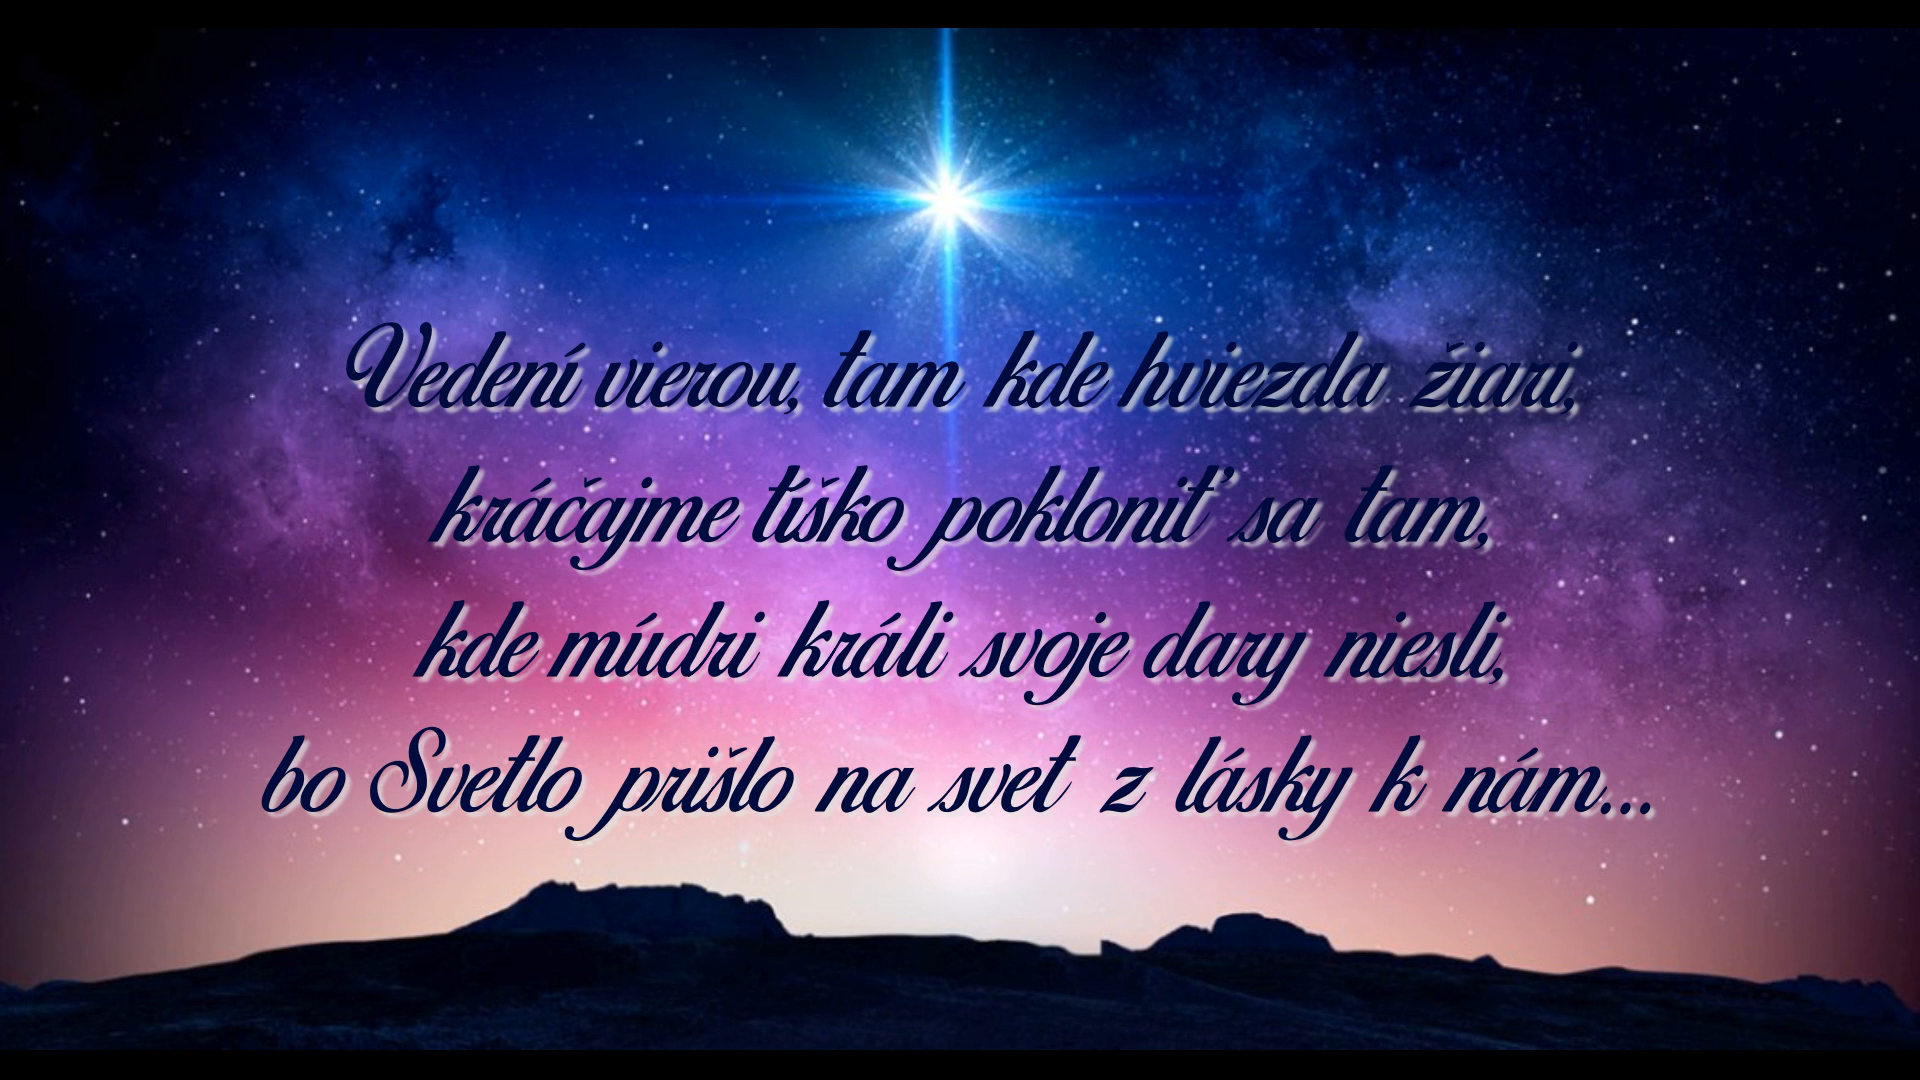 Vedení vierou, tam kde hviezda žiari,
kráčajme tíško pokloniť sa tam,
kde múdri králi svoje dary niesli,
bo Svetlo prišlo na svet z lásky k nám...